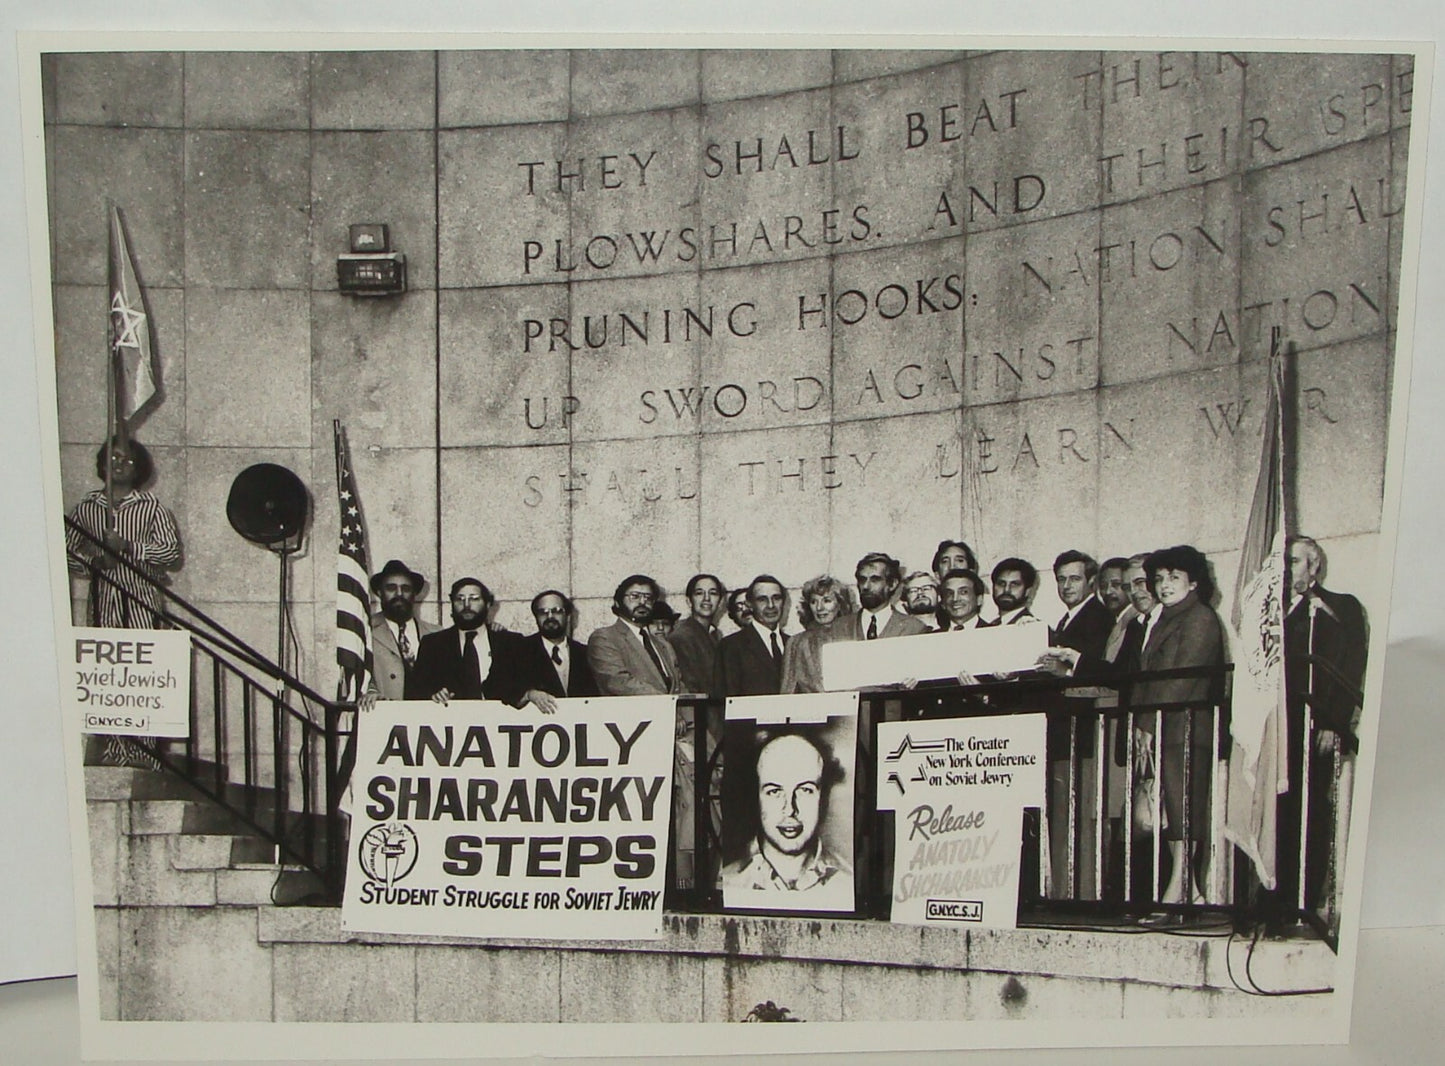 THEY SHALL BEAT THEIR
PLOWSHARES. AND THEIR SPE
PRUNING HOOKS: NATION SHAL
UP SWORD AGAINST NATION
SHALL THEY LEARN WAR
FREE
oviet Jewish
Prisoners.
G.N.Y.C.S.J
ANATOLY
SHARANSKY
STEPS
STUDENT STRUGGLE FOR SOVIET JEWRY
The Greater
New York Conference
on Soviet Jewry
Release
ANATOLY
SHCHARANSKY
G.N.Y.C.S.J.